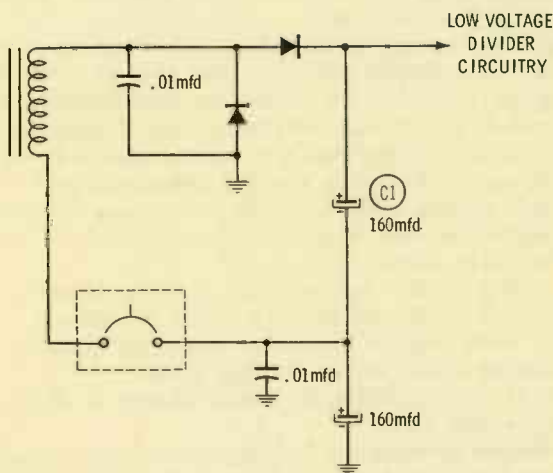 LOW VOLTAGE
DIVIDER
CIRCUITRY
.01mfd
C1
+
-
160mfd
.01mfd
+
-
160mfd